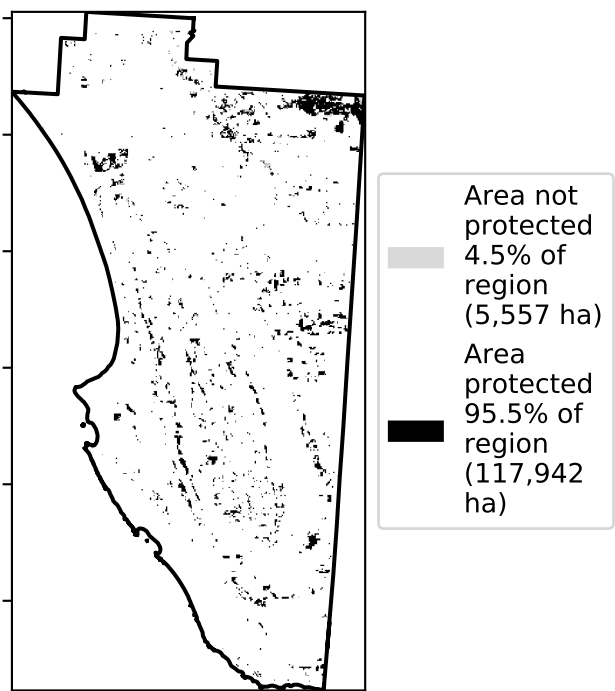 Area not
protected
4.5% of
region
(5,557 ha)
Area
protected
95.5% of
region
(117,942
ha)